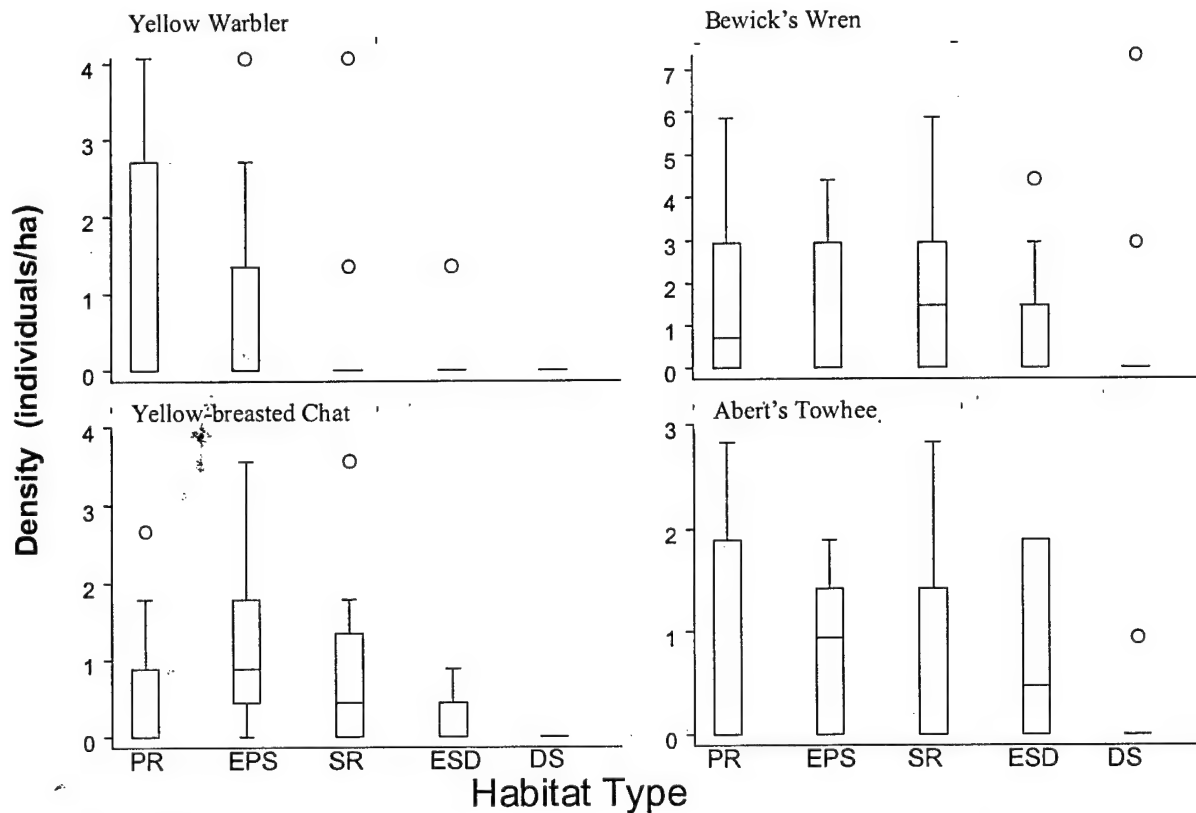 Yellow Warbler
Bewick's Wren
4
3
2
1
0
7
6
5
4
3
2
1
0
Density (individuals/ha)
Yellow-breasted Chat
Abert's Towhee
4
3
2
1
0
3
2
1
0
PR EPS SR ESD DS
PR EPS SR ESD DS
Habitat Type